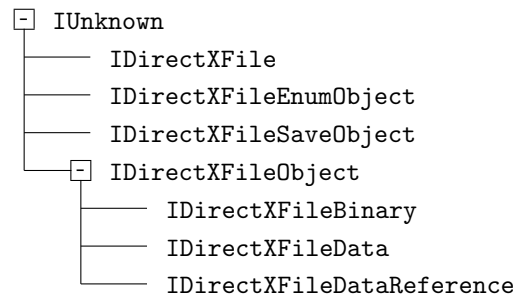 IUnknown
IDirectXFile
IDirectXFileEnumObject
IDirectXFileSaveObject
IDirectXFileObject
IDirectXFileBinary
IDirectXFileData
IDirectXFileDataReference